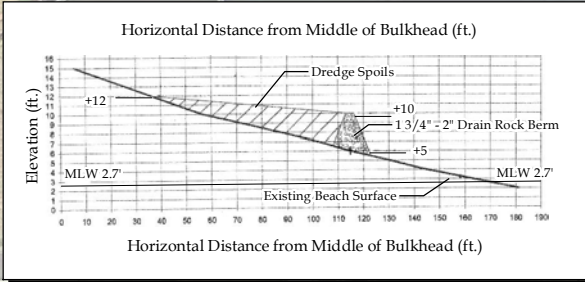 Horizontal Distance from Middle of Bulkhead (ft.)
16
15
14
13
12
11
10
9
8
7
6
5
4
3
2
1
0
Elevation (ft.)
Dredge Spoils
+12
+10
1 3/4" - 2" Drain Rock Berm
+5
MLW 2.7'
MLW 2.7'
Existing Beach Surface
0 10 20 30 40 50 60 70 80 90 100 110 120 130 140 150 160 170 180 190
Horizontal Distance from Middle of Bulkhead (ft.)